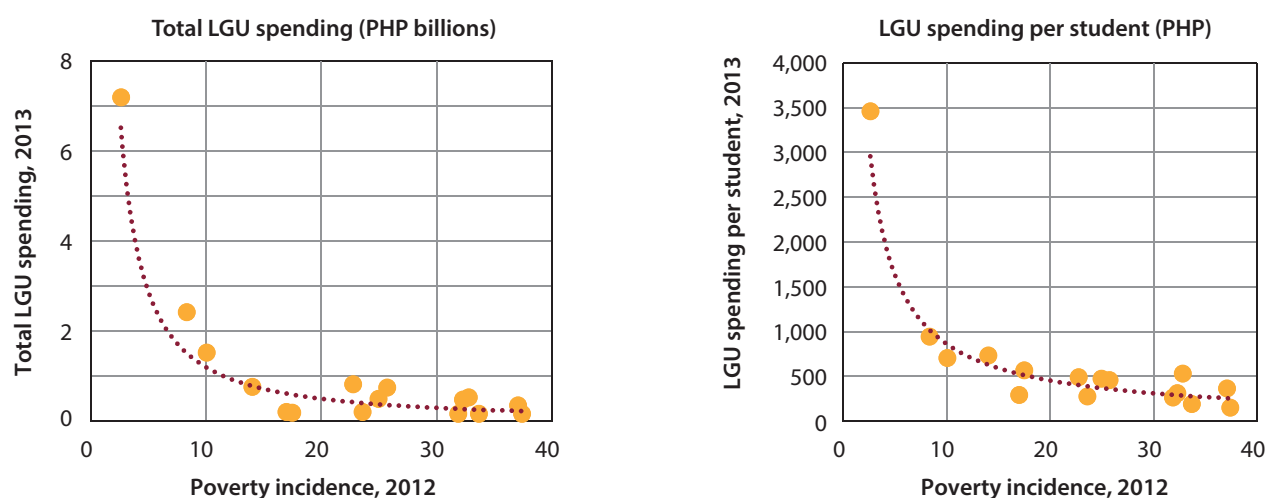 Total LGU spending (PHP billions)
Total LGU spending, 2013
8
6
4
2
0
0 10 20 30 40
Poverty incidence, 2012
LGU spending per student (PHP)
LGU spending per student, 2013
4,000
3,500
3,000
2,500
2,000
1,500
1,000
500
0
0 10 20 30 40
Poverty incidence, 2012